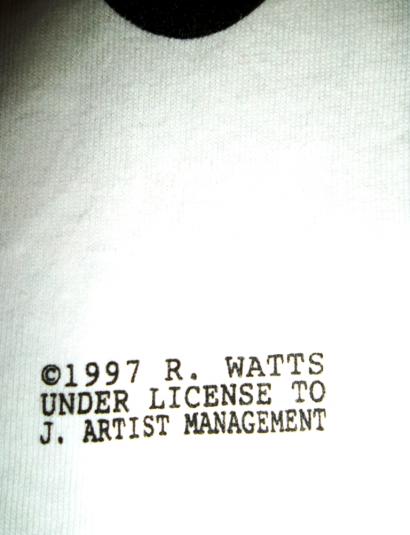 ©1997 R. WATTS
UNDER LICENSE TO
J. ARTIST MANAGEMENT